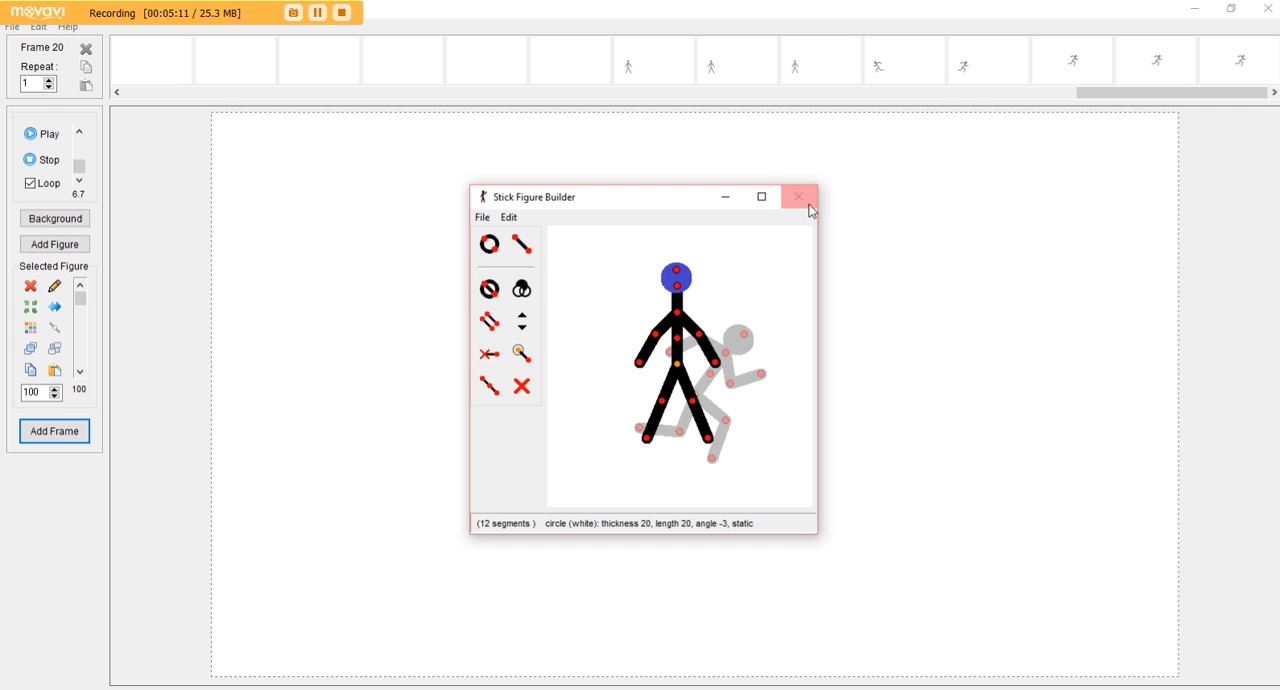 movavi Recording [00:05:11 / 25.3 MB]
File Edit Help
Frame 20
Repeat:
1
Play
Stop
Loop
6.7
Background
Add Figure
Selected Figure
100 100
Add Frame
Stick Figure Builder
File Edit
(12 segments ) circle (white): thickness 20, length 20, angle -3, static